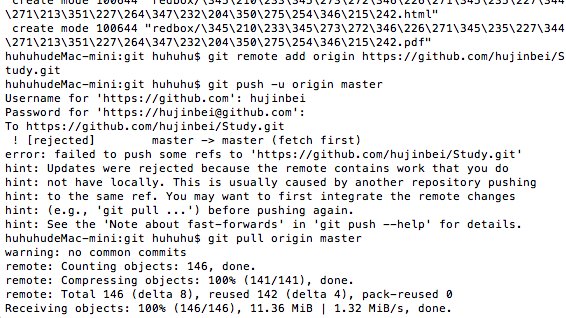 create mode 100644 "redbox/\345\210\233\345\273\272\346\226\271\345\235\227\344
\271\213\351\227\264\347\232\204\350\275\254\346\215\242.html"
create mode 100644 "redbox/\345\210\233\345\273\272\346\226\271\345\235\227\344
\271\213\351\227\264\347\232\204\350\275\254\346\215\242.pdf"
huhuhudeMac-mini:git huhuhu$ git remote add origin https://github.com/hujinbei/S
tudy.git
huhuhudeMac-mini:git huhuhu$ git push -u origin master
Username for 'https://github.com': hujinbei
Password for 'https://hujinbei@github.com':
To https://github.com/hujinbei/Study.git
! [rejected]        master -> master (fetch first)
error: failed to push some refs to 'https://github.com/hujinbei/Study.git'
hint: Updates were rejected because the remote contains work that you do
hint: not have locally. This is usually caused by another repository pushing
hint: to the same ref. You may want to first integrate the remote changes
hint: (e.g., 'git pull ...') before pushing again.
hint: See the 'Note about fast-forwards' in 'git push --help' for details.
huhuhudeMac-mini:git huhuhu$ git pull origin master
warning: no common commits
remote: Counting objects: 146, done.
remote: Compressing objects: 100% (141/141), done.
remote: Total 146 (delta 8), reused 142 (delta 4), pack-reused 0
Receiving objects: 100% (146/146), 11.36 MiB | 1.32 MiB/s, done.